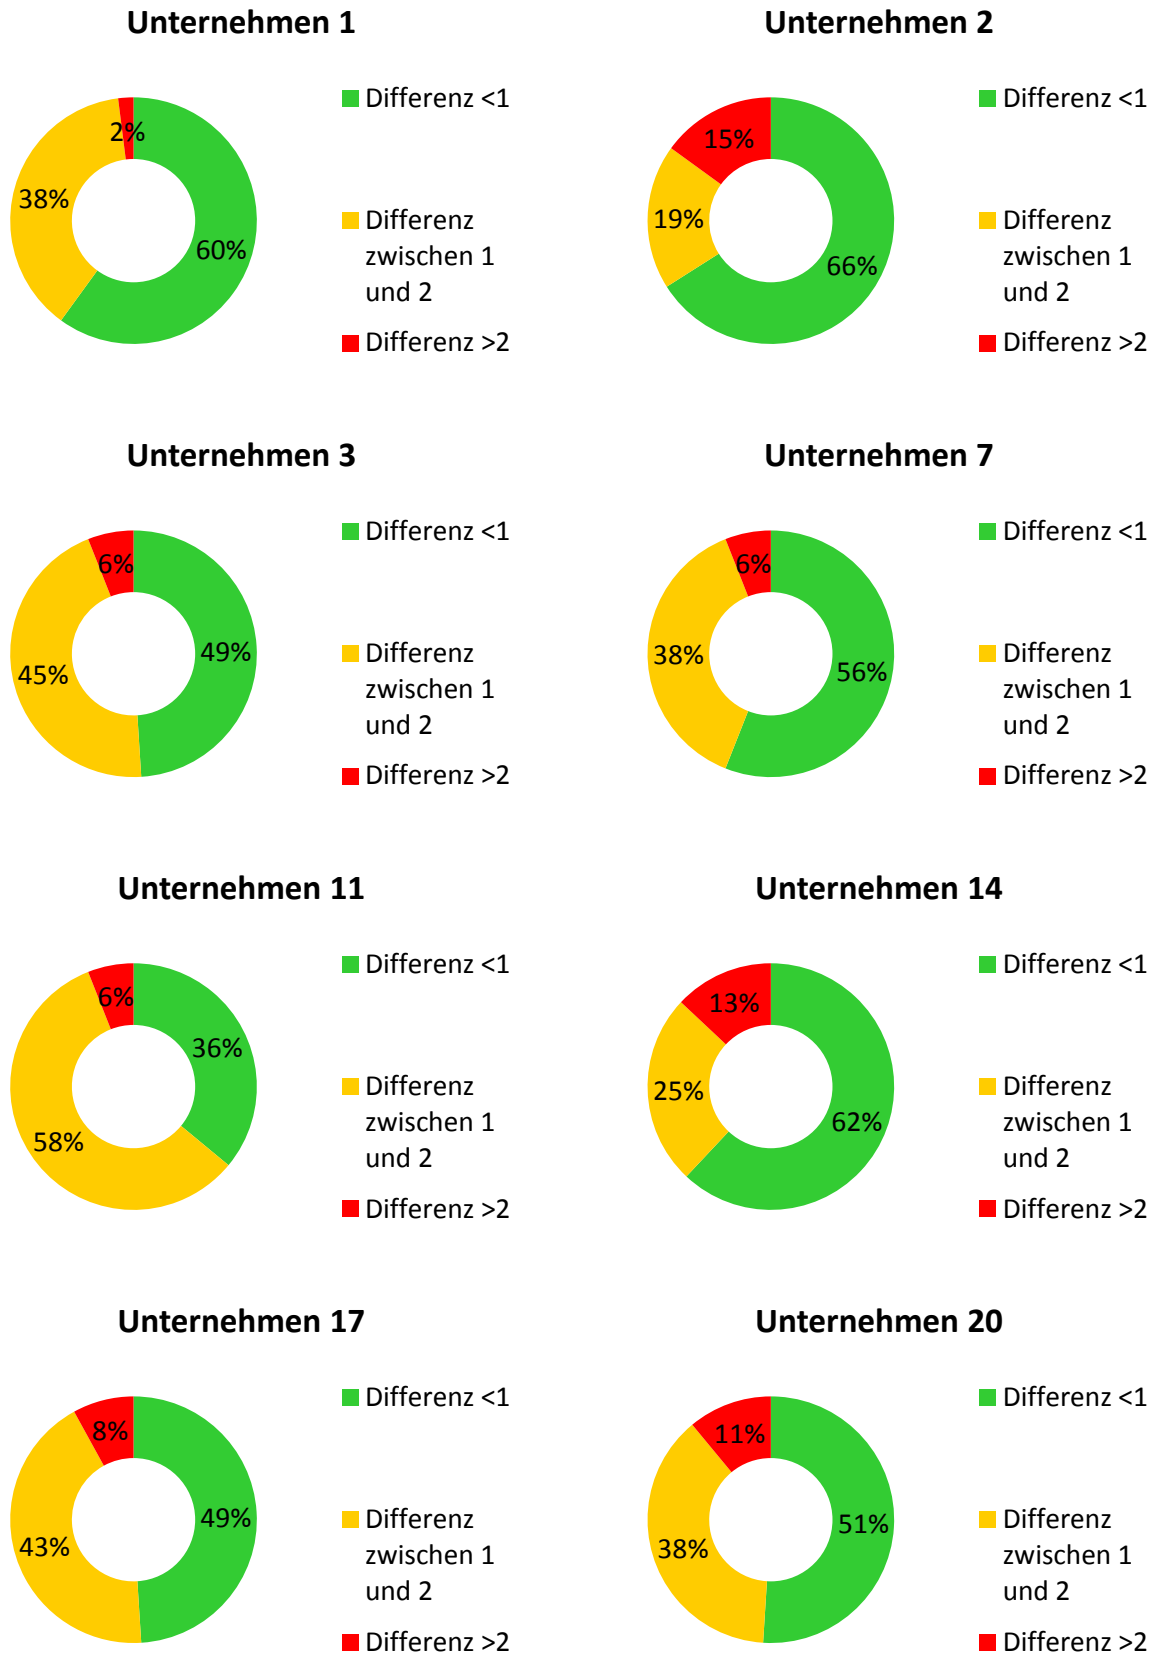 Unternehmen 1
2%
38%
60%
Differenz <1
Differenz
zwischen 1
und 2
Differenz >2
Unternehmen 2
15%
19%
66%
Differenz <1
Differenz
zwischen 1
und 2
Differenz >2
Unternehmen 3
6%
49%
45%
Differenz <1
Differenz
zwischen 1
und 2
Differenz >2
Unternehmen 7
6%
38%
56%
Differenz <1
Differenz
zwischen 1
und 2
Differenz >2
Unternehmen 11
6%
36%
58%
Differenz <1
Differenz
zwischen 1
und 2
Differenz >2
Unternehmen 14
13%
25%
62%
Differenz <1
Differenz
zwischen 1
und 2
Differenz >2
Unternehmen 17
8%
49%
43%
Differenz <1
Differenz
zwischen 1
und 2
Differenz >2
Unternehmen 20
11%
51%
38%
Differenz <1
Differenz
zwischen 1
und 2
Differenz >2